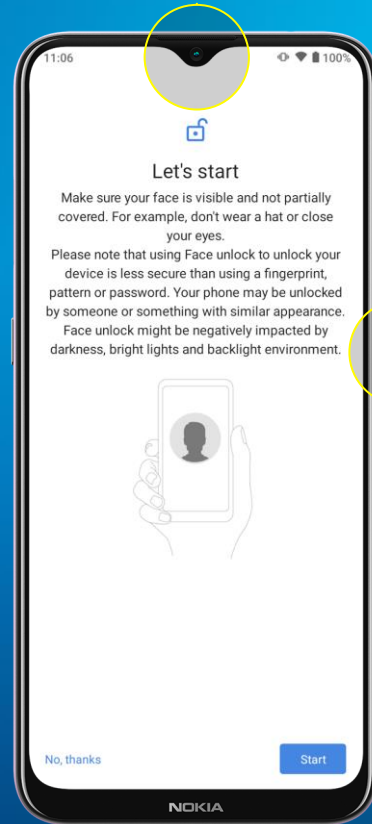 11:06
100%
Let's start
Make sure your face is visible and not partially
covered. For example, don't wear a hat or close
your eyes.
Please note that using Face unlock to unlock your
device is less secure than using a fingerprint,
pattern or password. Your phone may be unlocked
by someone or something with similar appearance.
Face unlock might be negatively impacted by
darkness, bright lights and backlight environment.
No, thanks
Start
NOKIA